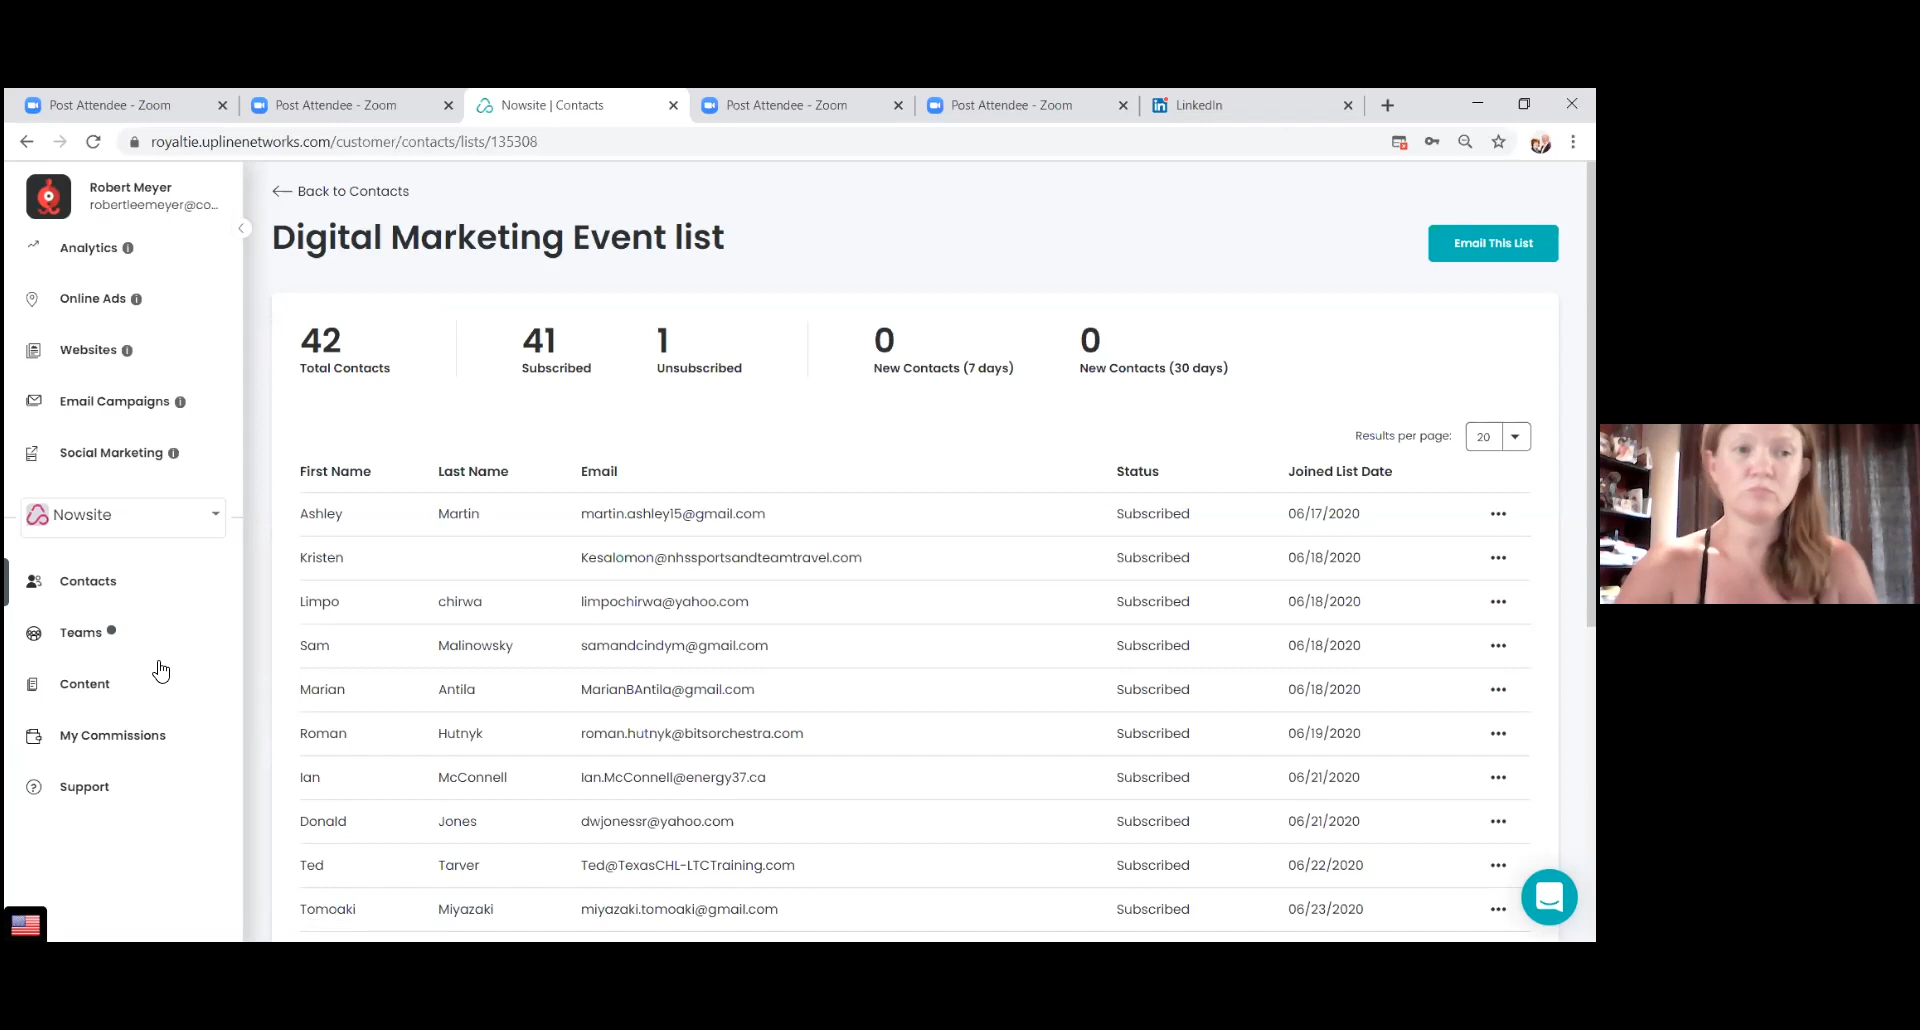 Post Attendee - Zoom
Post Attendee - Zoom
Nowsite | Contacts
Post Attendee - Zoom
Post Attendee - Zoom
LinkedIn
royaltie.uplinenetworks.com/customer/contacts/lists/135308
Robert Meyer
robertleemeyer@co...
Analytics
Online Ads
Websites
Email Campaigns
Social Marketing
Nowsite
Contacts
Teams
Content
My Commissions
Support
Back to Contacts
Digital Marketing Event list
Email This List
42 41 1 0 0
Total Contacts Subscribed Unsubscribed New Contacts (7 days) New Contacts (30 days)
Results per page: 20
First Name Last Name Email Status Joined List Date
Ashley Martin martin.ashley15@gmail.com Subscribed 06/17/2020
Kristen Kesalomon@nhssportsandteamtravel.com Subscribed 06/18/2020
Limpo chirwa limpochirwa@yahoo.com Subscribed 06/18/2020
Sam Malinowsky samandcindym@gmail.com Subscribed 06/18/2020
Marian Antila MarianBAntila@gmail.com Subscribed 06/18/2020
Roman Hutnyk roman.hutnyk@bitsorchestra.com Subscribed 06/19/2020
Ian McConnell Ian.McConnell@energy37.ca Subscribed 06/21/2020
Donald Jones dwjonessr@yahoo.com Subscribed 06/21/2020
Ted Tarver Ted@TexasCHL-LTCTraining.com Subscribed 06/22/2020
Tomoaki Miyazaki miyazaki.tomoaki@gmail.com Subscribed 06/23/2020